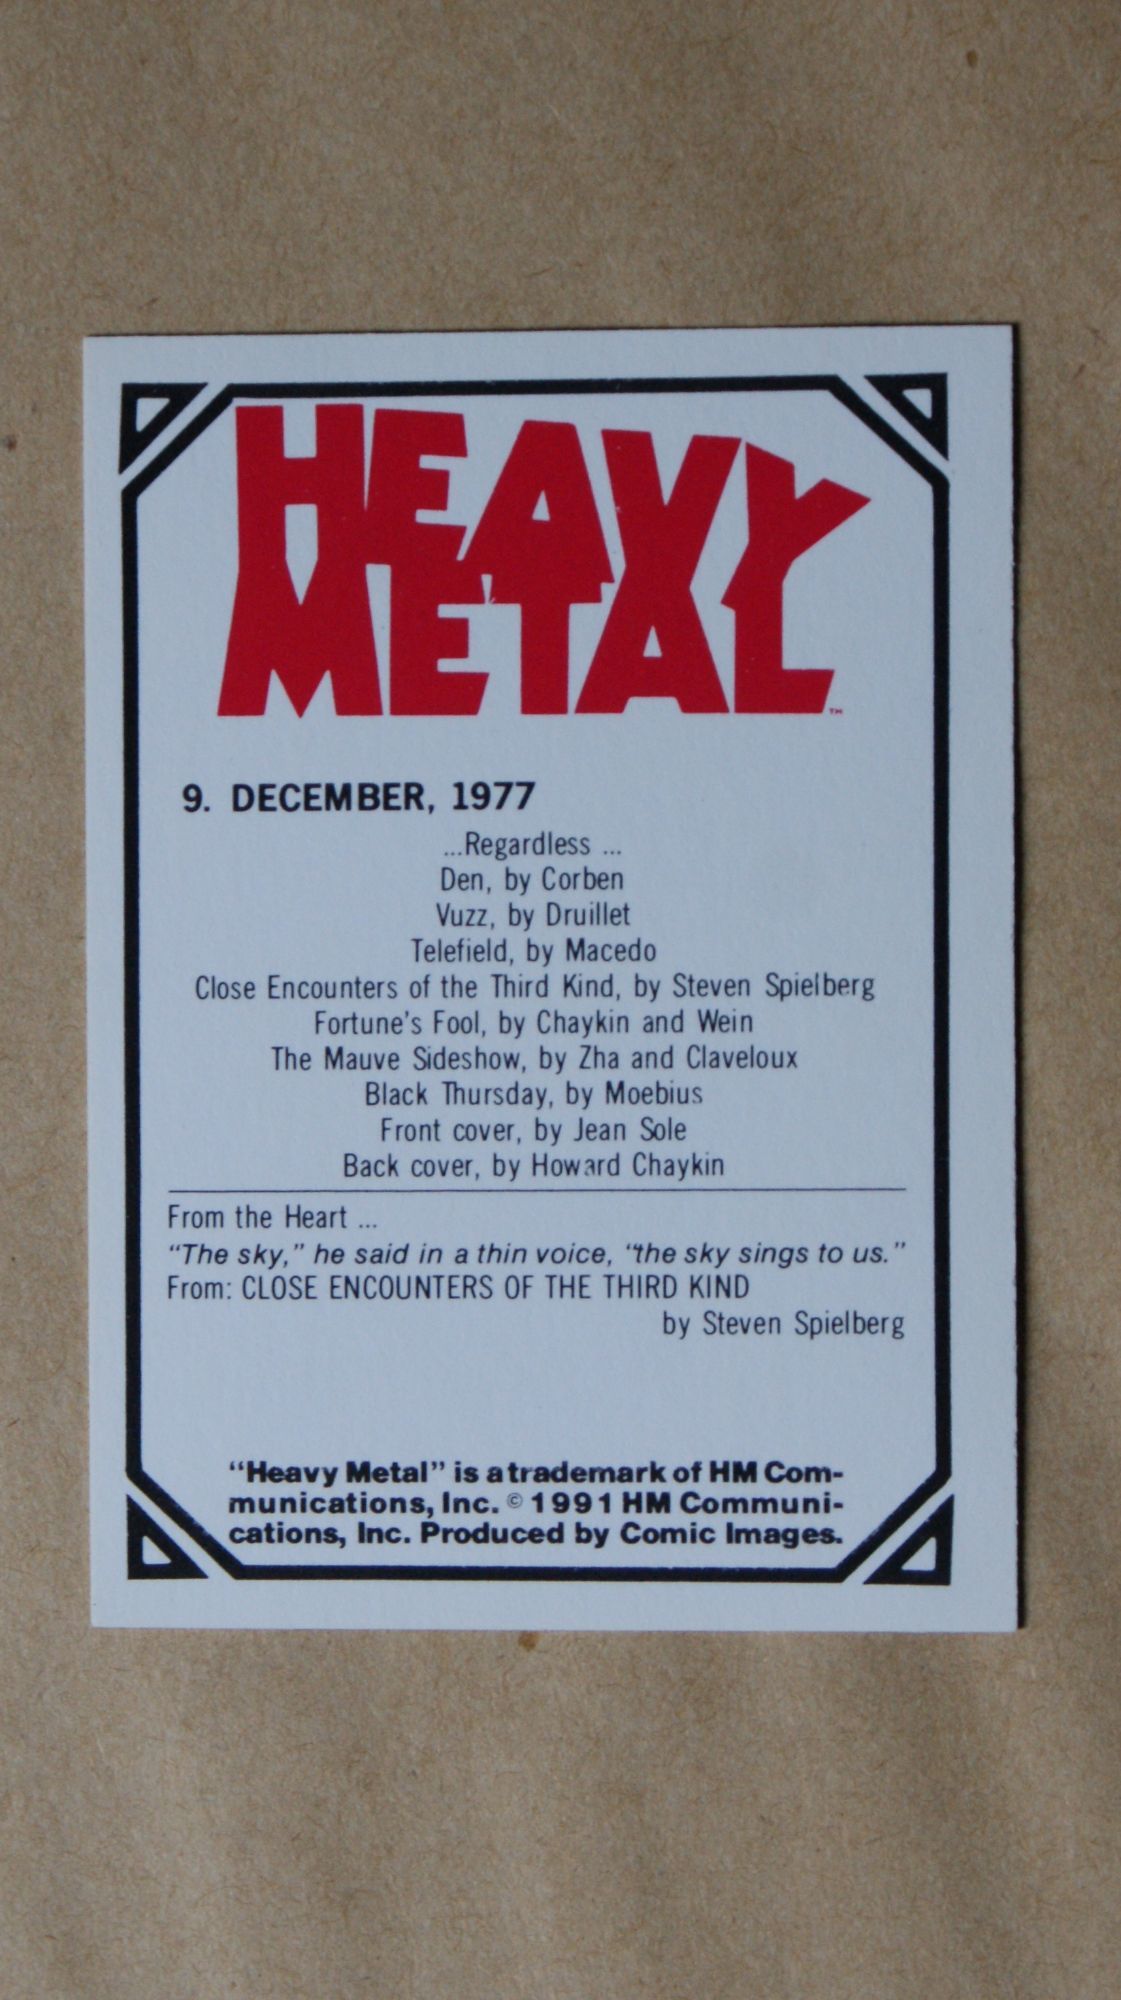 HEAVY
METAL™
9. DECEMBER, 1977
...Regardless ...
Den, by Corben
Vuzz, by Druillet
Telefield, by Macedo
Close Encounters of the Third Kind, by Steven Spielberg
Fortune's Fool, by Chaykin and Wein
The Mauve Sideshow, by Zha and Claveloux
Black Thursday, by Moebius
Front cover, by Jean Sole
Back cover, by Howard Chaykin
From the Heart ...
“The sky,” he said in a thin voice, “the sky sings to us.”
From: CLOSE ENCOUNTERS OF THE THIRD KIND
by Steven Spielberg
“Heavy Metal” is a trademark of HM Com-
munications, Inc. © 1991 HM Communi-
cations, Inc. Produced by Comic Images.